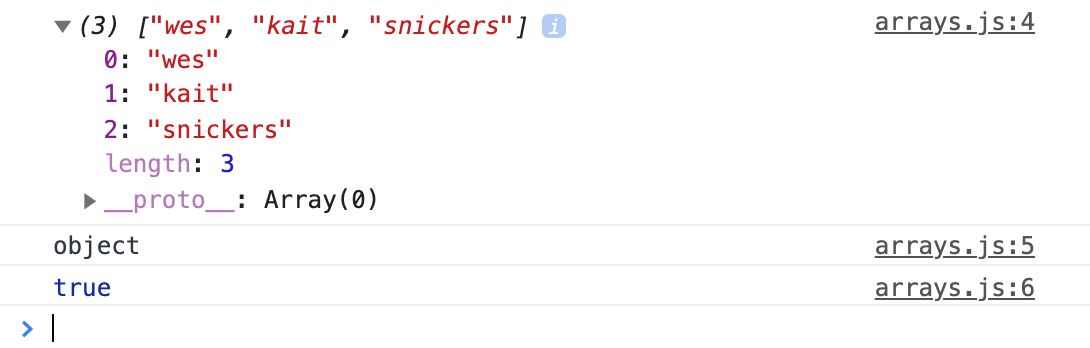 ▼(3) ["wes", "kait", "snickers"] i arrays.js:4
0: "wes"
1: "kait"
2: "snickers"
length: 3
▶__proto__: Array(0)
object arrays.js:5
true arrays.js:6
>